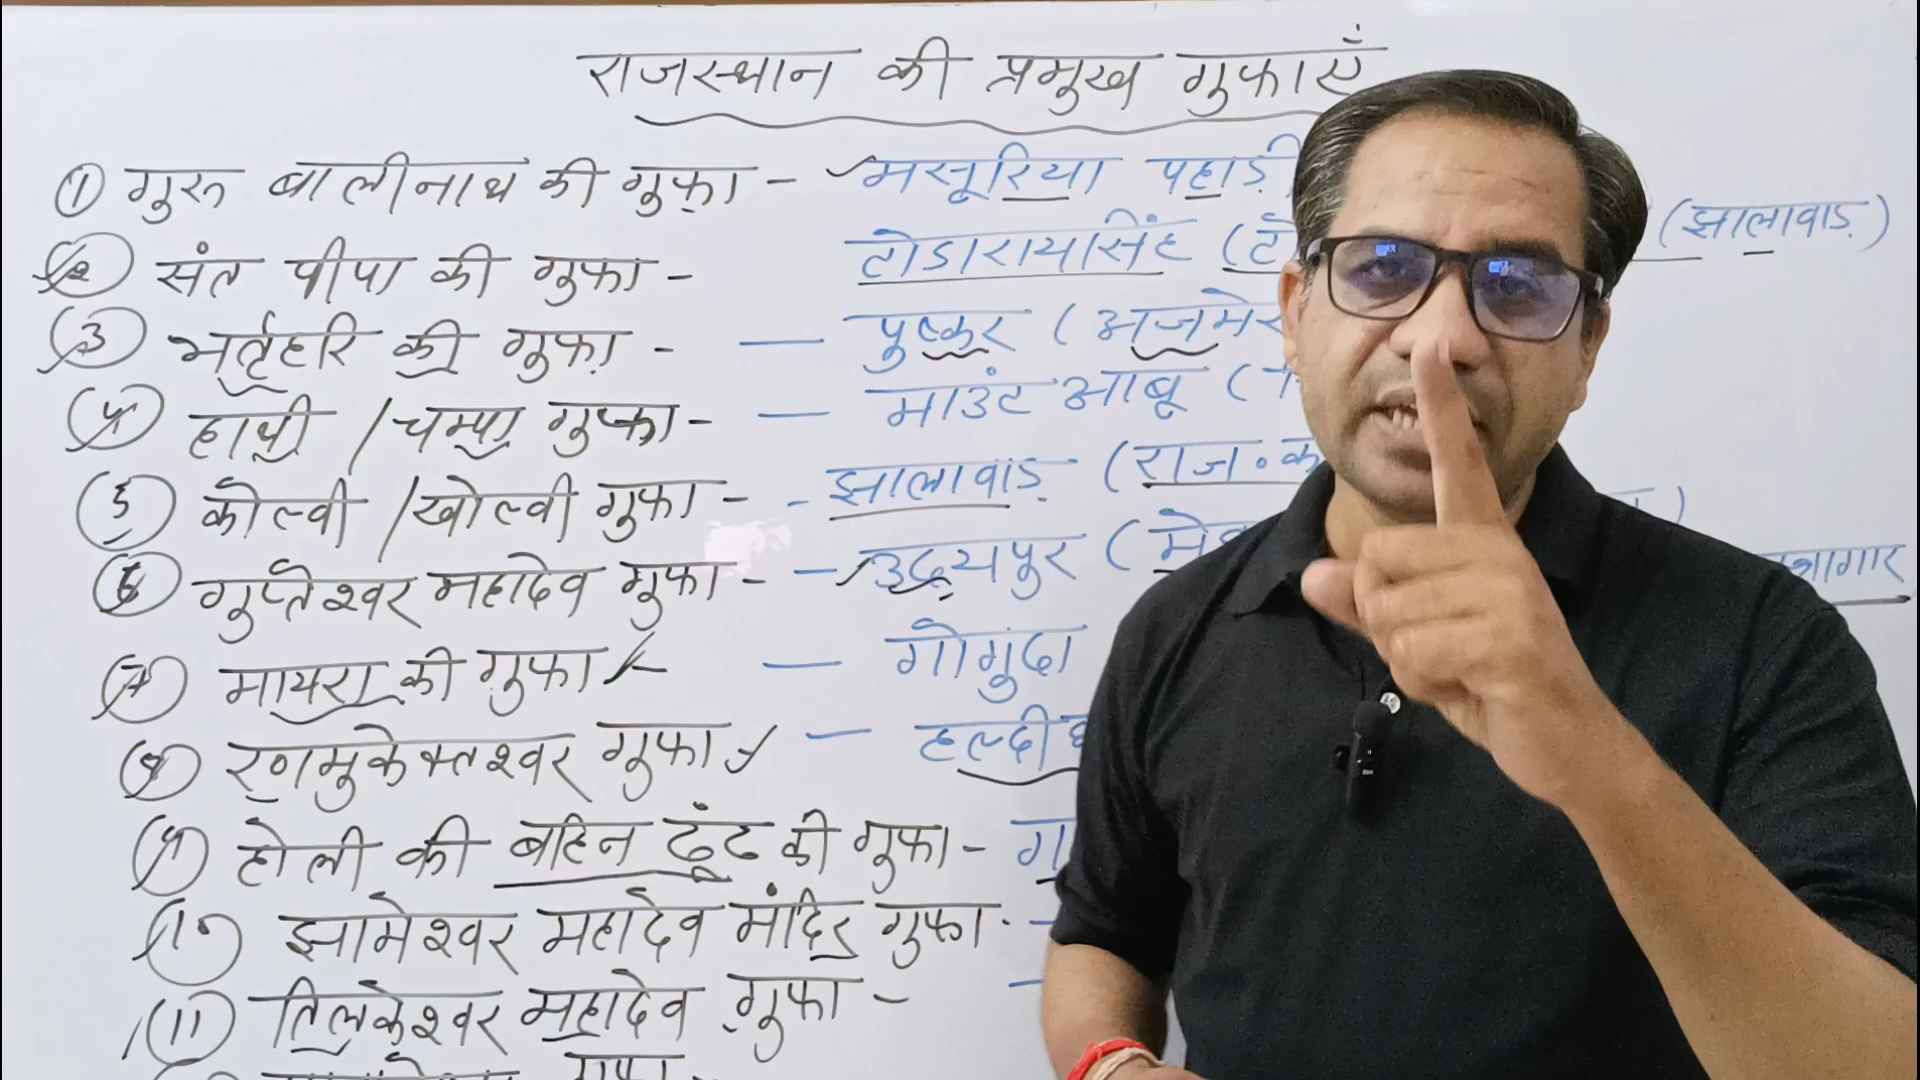 राजस्थान की प्रमुख गुफाएँ
① गुरु बालीनाथ की गुफा - मसूरिया पहाड़ी
② संत पीपा की गुफा - टोडारायसिंह (टो (झालावाड़)
③ भर्तृहरि की गुफा - — पुष्कर (अजमेर
④ हाथी / चम्पा गुफा - — माउंट आबू (
⑤ कोल्वी / खोल्वी गुफा - - झालावाड़ (राज॰ क )
⑥ गुप्तेश्वर महादेव गुफा - — उदयपुर (मे
⑦ मायरा की गुफा - — गोगुंदा शागार
⑧ रणमुकेक्तश्वर गुफा - — हल्दीघ
⑨ होली की बहिन ढूंढ की गुफा - ग
⑩ झामेश्वर महादेव मंदिर गुफा - -
⑪ तिलकेश्वर महादेव गुफा - -
गुफा -